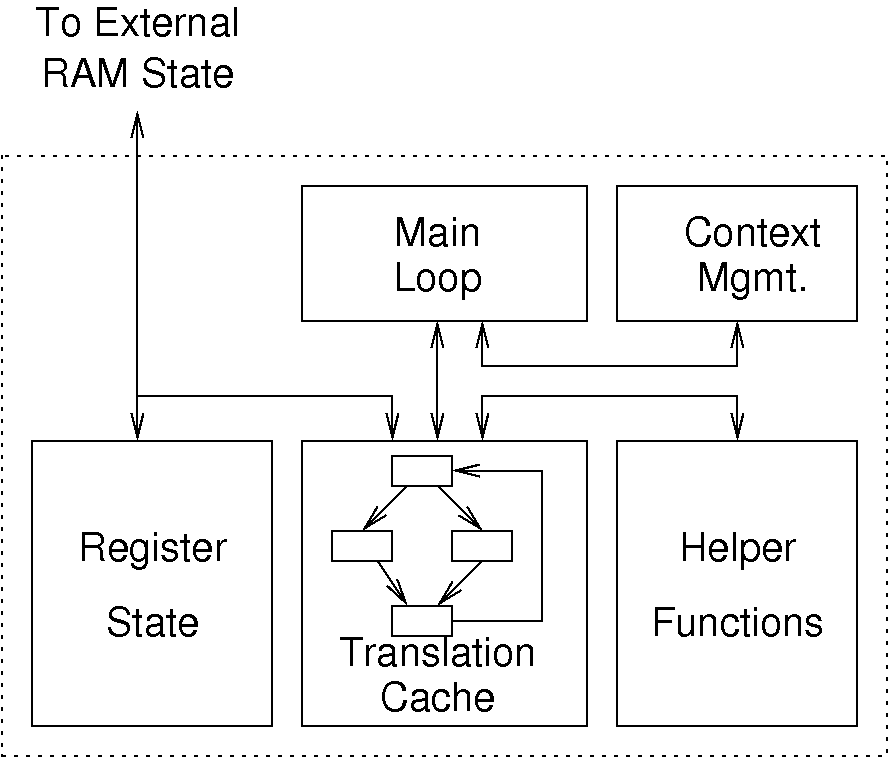 To External
RAM State
Main
Loop
Context
Mgmt.
Register
State
Translation
Cache
Helper
Functions